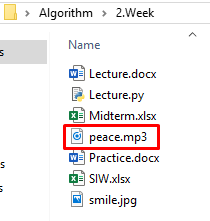 Algorithm > 2.Week
Name
Lecture.docx
Lecture.py
Midterm.xlsx
peace.mp3
Practice.docx
SIW.xlsx
smile.jpg